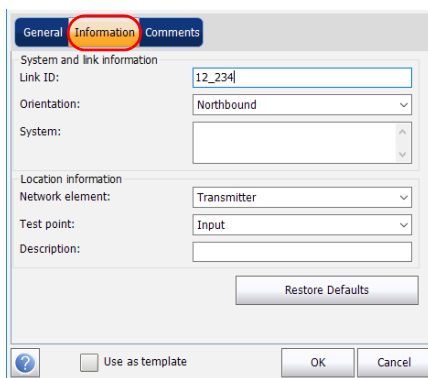 General Information Comments
System and link information
Link ID: 12_234
Orientation: Northbound
System:
Location information
Network element: Transmitter
Test point: Input
Description:
Restore Defaults
? Use as template OK Cancel